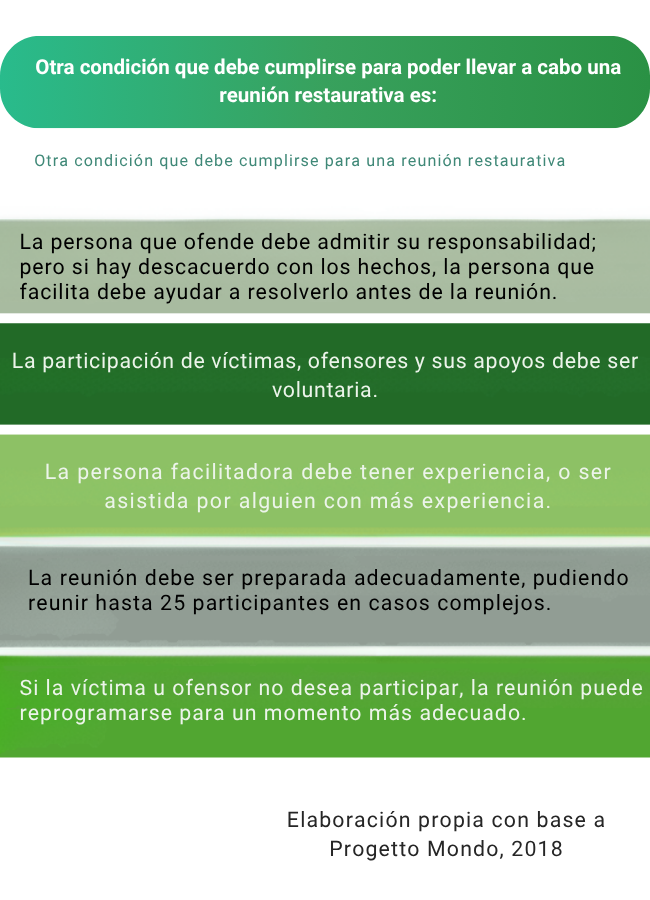 Otra condición que debe cumplirse para poder llevar a cabo una
reunión restaurativa es:
Otra condición que debe cumplirse para una reunión restaurativa
La persona que ofende debe admitir su responsabilidad;
pero si hay descacuerdo con los hechos, la persona que
facilita debe ayudar a resolverlo antes de la reunión.
La participación de víctimas, ofensores y sus apoyos debe ser
voluntaria.
La persona facilitadora debe tener experiencia, o ser
asistida por alguien con más experiencia.
La reunión debe ser preparada adecuadamente, pudiendo
reunir hasta 25 participantes en casos complejos.
Si la víctima u ofensor no desea participar, la reunión puede
reprogramarse para un momento más adecuado.
Elaboración propia con base a
Progetto Mondo, 2018